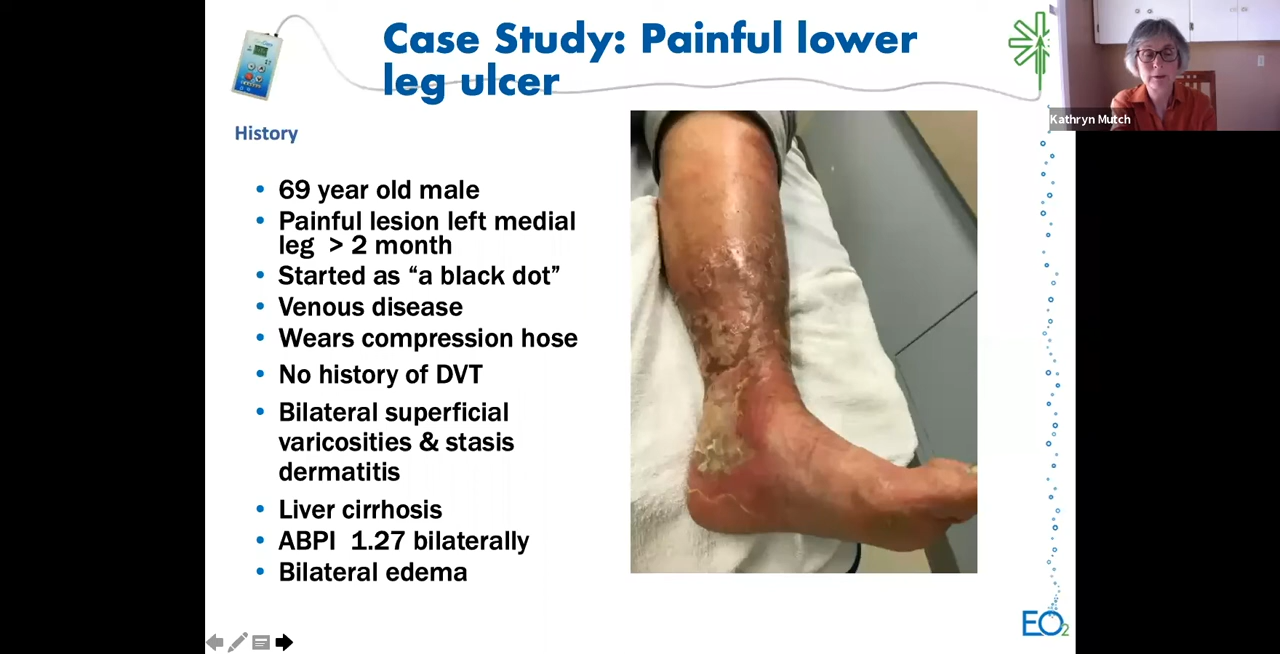 Case Study: Painful lower
leg ulcer
Kathryn Mutch
History
• 69 year old male
• Painful lesion left medial
leg > 2 month
• Started as “a black dot”
• Venous disease
• Wears compression hose
• No history of DVT
• Bilateral superficial
varicosities & stasis
dermatitis
• Liver cirrhosis
• ABPI 1.27 bilaterally
• Bilateral edema
EO2